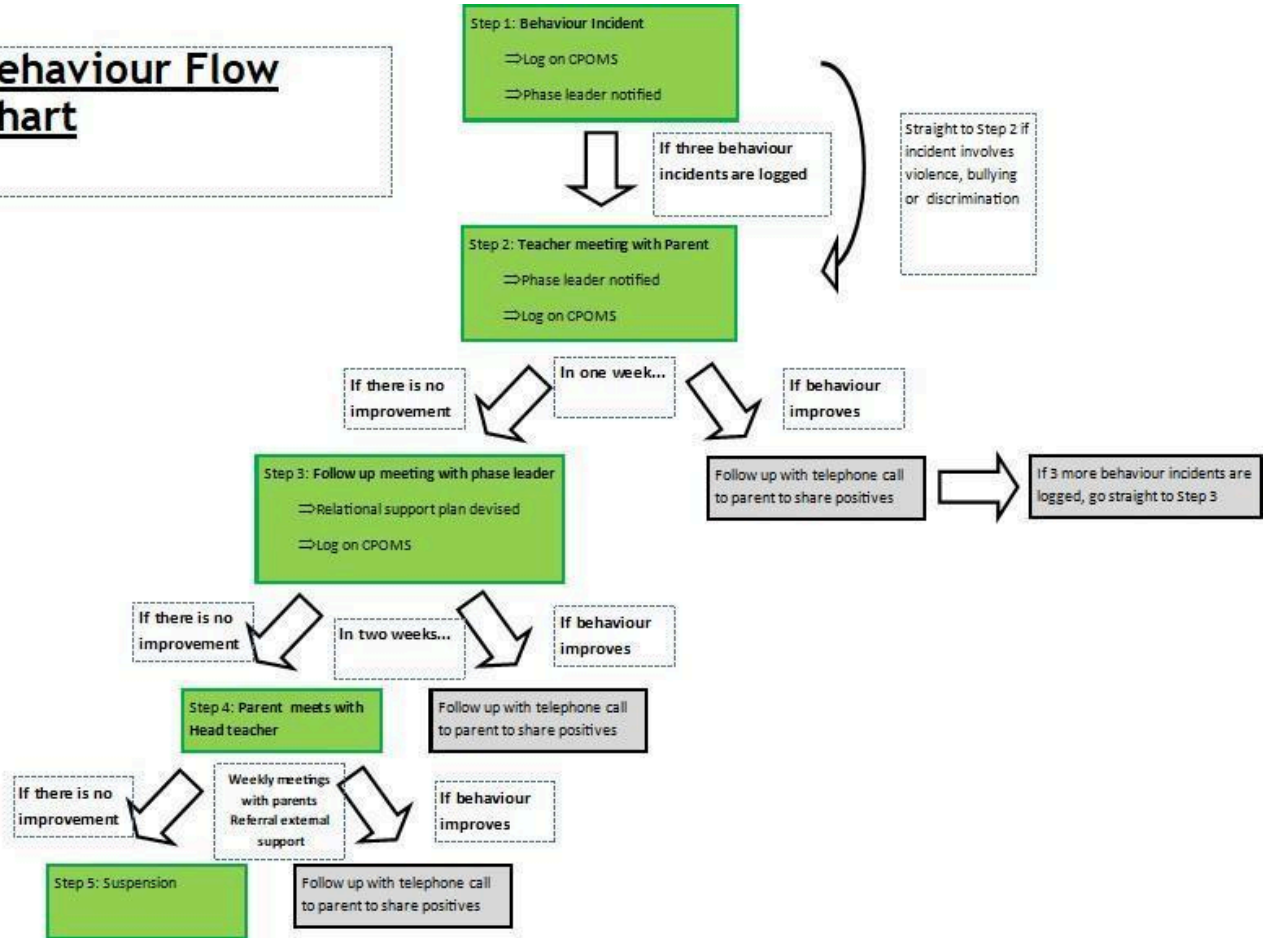 ehaviour Flow
hart
Step 1: Behaviour Incident
⇒Log on CPOMS
⇒Phase leader notified
If three behaviour
incidents are logged
Straight to Step 2 if
incident involves
violence, bullying
or discrimination
Step 2: Teacher meeting with Parent
⇒Phase leader notified
⇒Log on CPOMS
If there is no
improvement
In one week...
If behaviour
improves
Step 3: Follow up meeting with phase leader
⇒Relational support plan devised
⇒Log on CPOMS
Follow up with telephone call
to parent to share positives
If 3 more behaviour incidents are
logged, go straight to Step 3
If there is no
improvement
In two weeks...
If behaviour
improves
Step 4: Parent meets with
Head teacher
Follow up with telephone call
to parent to share positives
If there is no
improvement
Weekly meetings
with parents
Referral external
support
If behaviour
improves
Step 5: Suspension
Follow up with telephone call
to parent to share positives